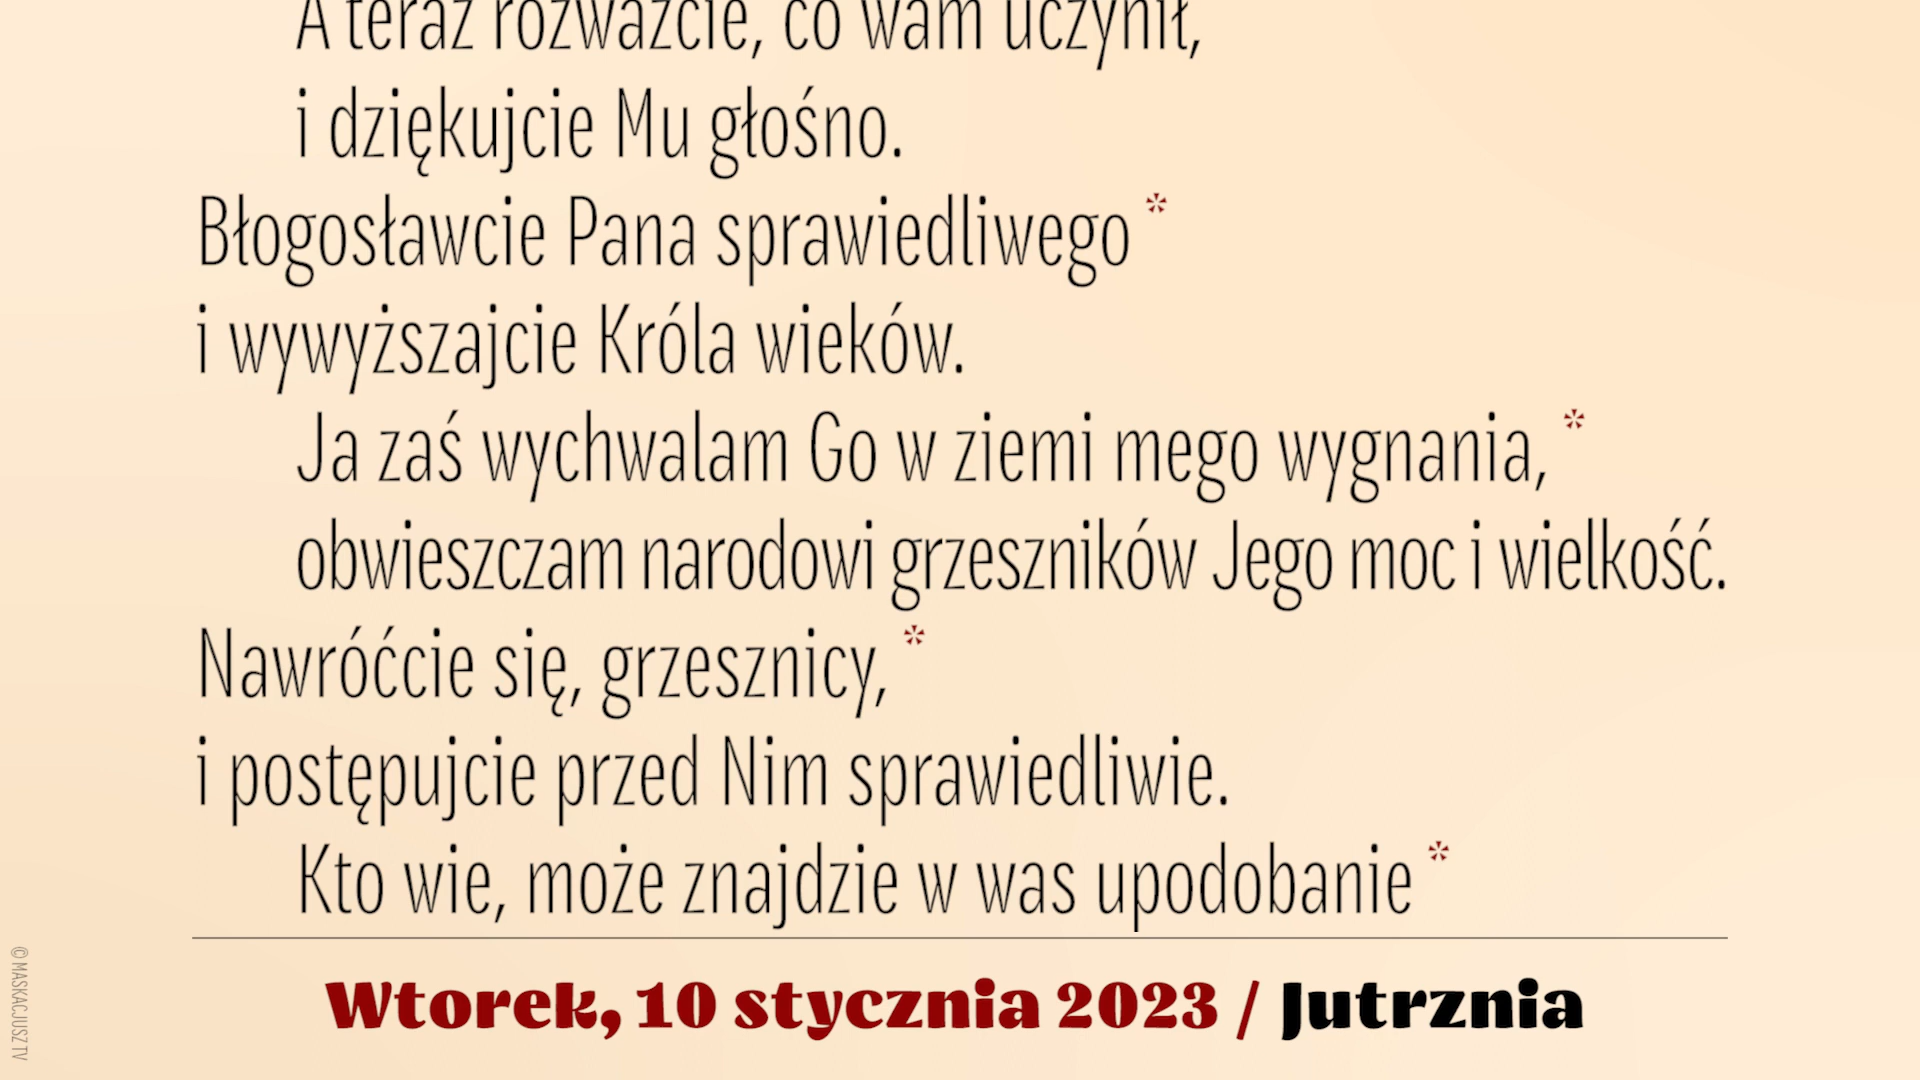 A teraz rozważcie, co wam uczynił,
i dziękujcie Mu głośno.
Błogosławcie Pana sprawiedliwego *
i wywyższajcie Króla wieków.
Ja zaś wychwalam Go w ziemi mego wygnania, *
obwieszczam narodowi grzeszników Jego moc i wielkość.
Nawróćcie się, grzesznicy, *
i postępujcie przed Nim sprawiedliwie.
Kto wie, może znajdzie w was upodobanie *
Wtorek, 10 stycznia 2023 / Jutrznia
© MASKACJUSZ TV